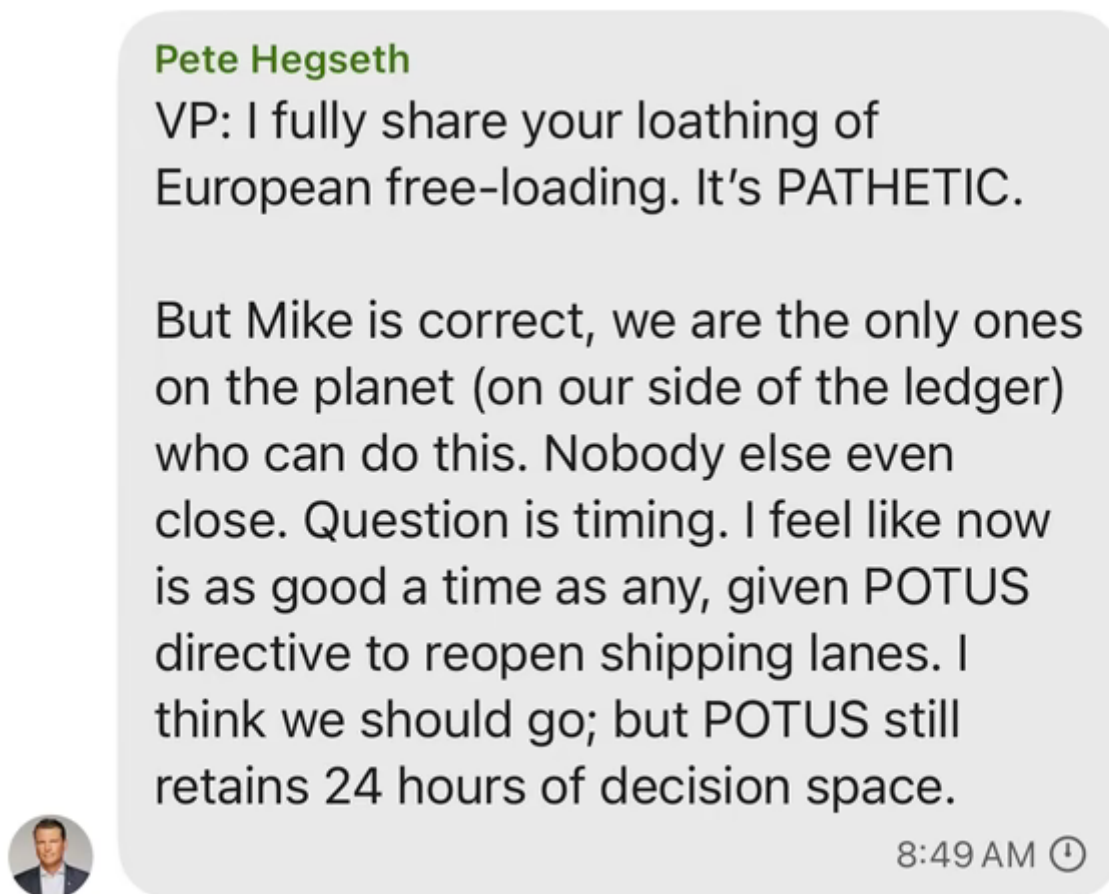 Pete Hegseth
VP: I fully share your loathing of
European free-loading. It’s PATHETIC.
But Mike is correct, we are the only ones
on the planet (on our side of the ledger)
who can do this. Nobody else even
close. Question is timing. I feel like now
is as good a time as any, given POTUS
directive to reopen shipping lanes. I
think we should go; but POTUS still
retains 24 hours of decision space.
8:49 AM